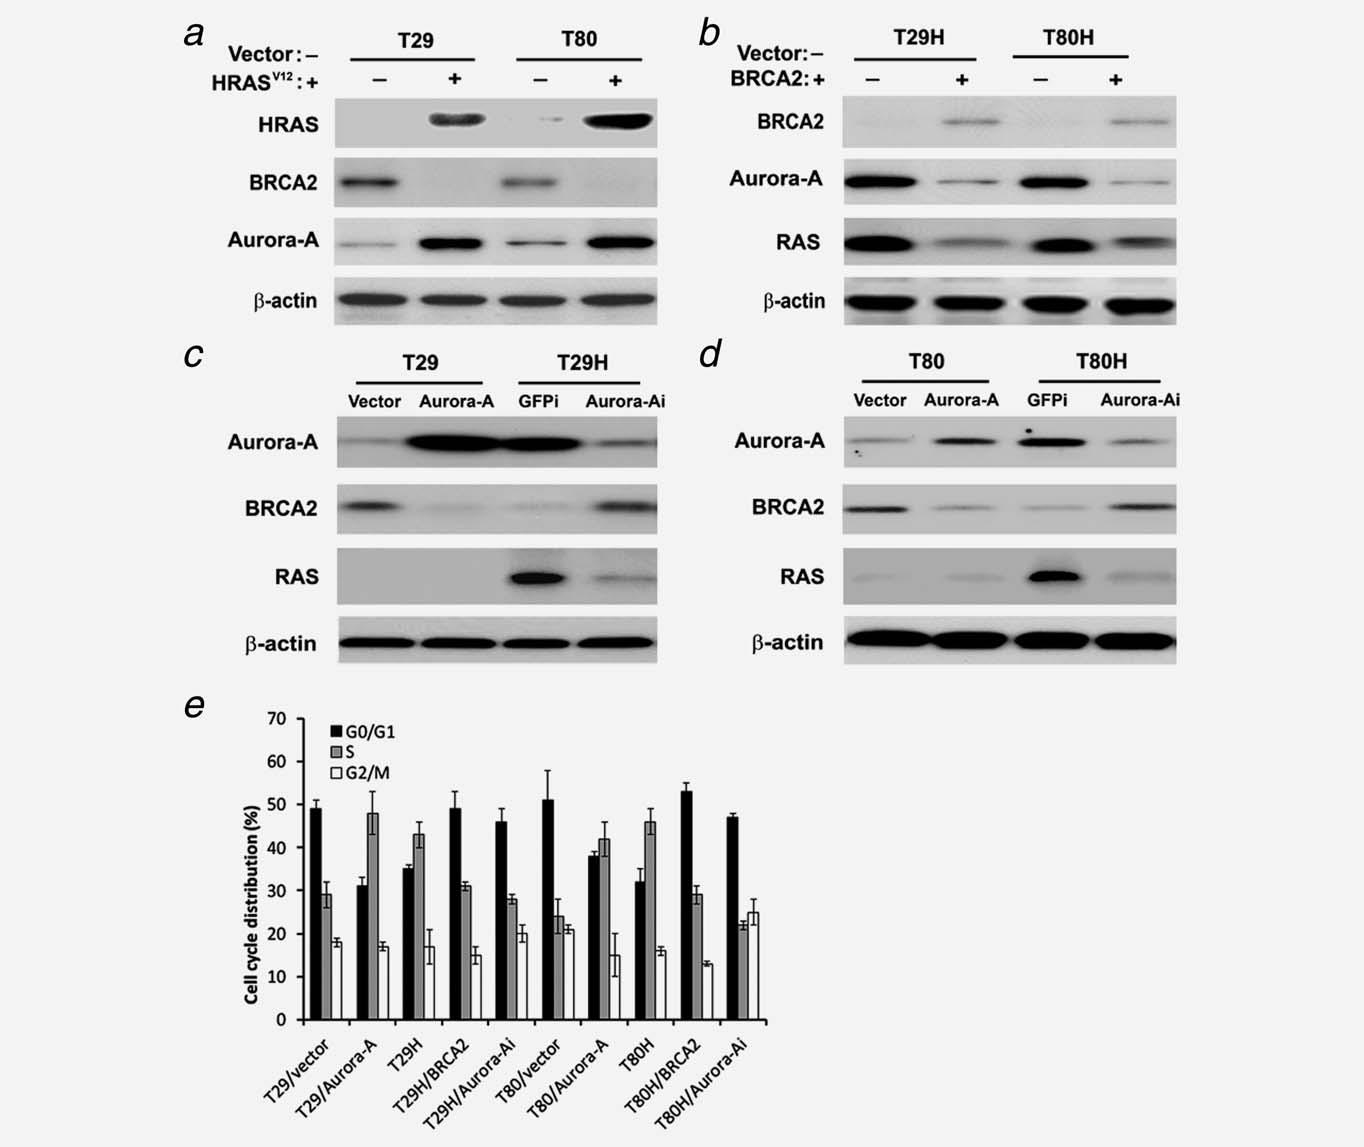 a
T29 T80
Vector: –
HRASV12: +
– + – +
HRAS
BRCA2
Aurora-A
β-actin
b
T29H T80H
Vector: –
BRCA2: +
– + – +
BRCA2
Aurora-A
RAS
β-actin
c
T29 T29H
Vector Aurora-A GFPi Aurora-Ai
Aurora-A
BRCA2
RAS
β-actin
d
T80 T80H
Vector Aurora-A GFPi Aurora-Ai
Aurora-A
BRCA2
RAS
β-actin
e
Cell cycle distribution (%)
70
60
50
40
30
20
10
0
G0/G1
S
G2/M
T29/vector
T29/Aurora-A
T29H
T29H/BRCA2
T29H/Aurora-Ai
T80/vector
T80/Aurora-A
T80H
T80H/BRCA2
T80H/Aurora-Ai